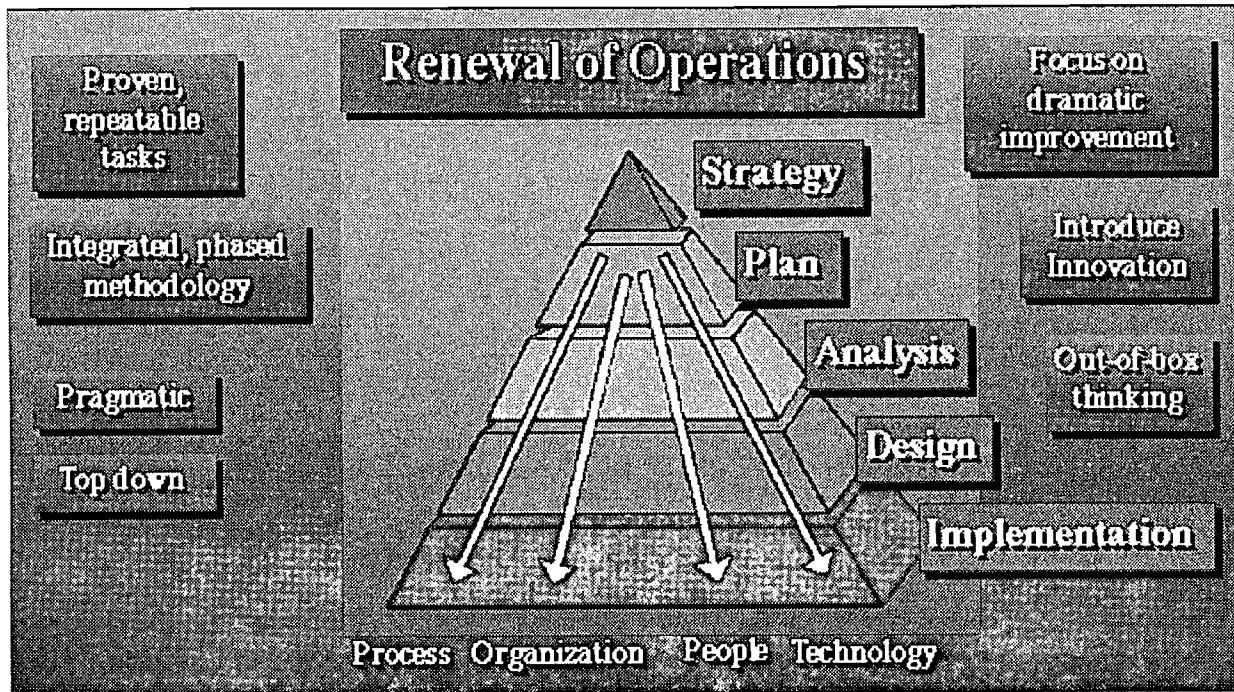 Renewal of Operations
Proven,
repeatable
tasks
Integrated, phased
methodology
Pragmatic
Top down
Strategy
Plan
Analysis
Design
Implementation
Focus on
dramatic
improvement
Introduce
Innovation
Out-of-box
thinking
Process Organization People Technology